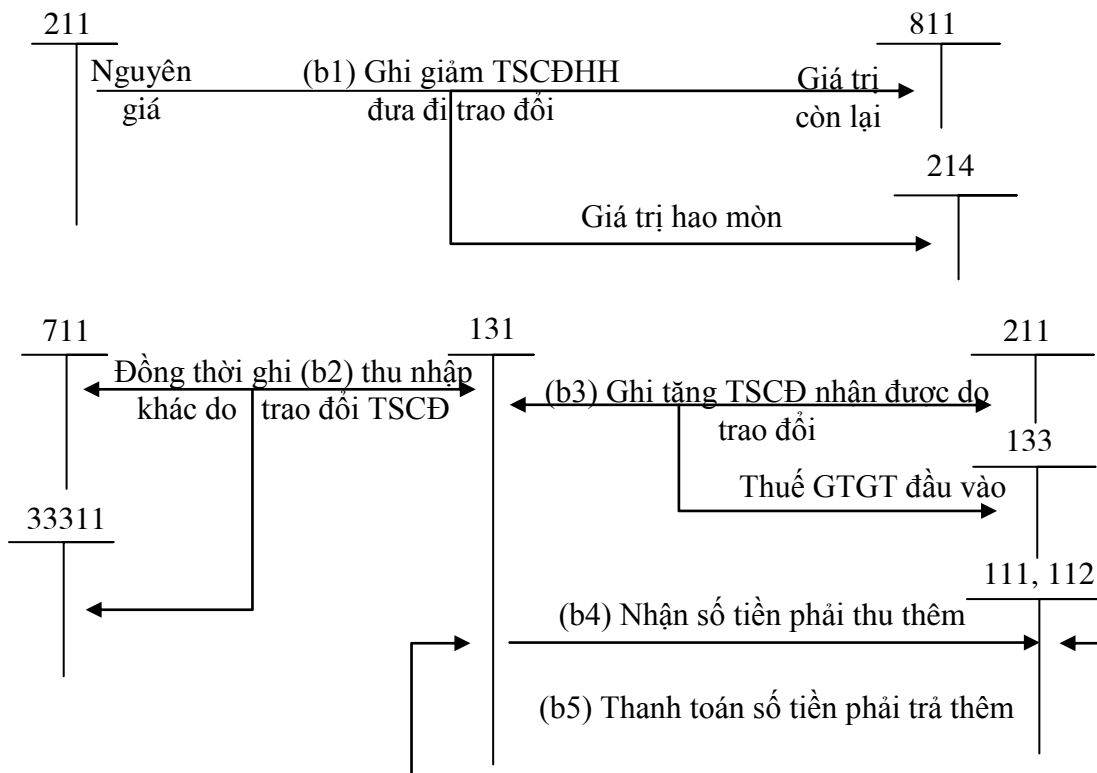 211
811
Nguyên
giá
(b1) Ghi giảm TSCĐHH
đưa đi trao đổi
Giá trị
còn lại
214
Giá trị hao mòn
711
131
211
Đồng thời ghi (b2) thu nhập
khác do trao đổi TSCĐ
(b3) Ghi tăng TSCĐ nhận được do
trao đổi
133
Thuế GTGT đầu vào
33311
111, 112
(b4) Nhận số tiền phải thu thêm
(b5) Thanh toán số tiền phải trả thêm